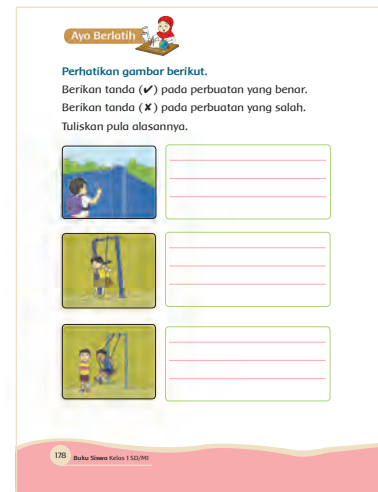 Ayo Berlatih
Perhatikan gambar berikut.
Berikan tanda (✔) pada perbuatan yang benar.
Berikan tanda (✘) pada perbuatan yang salah.
Tuliskan pula alasannya.
178 Buku Siswa Kelas 1 SD/MI